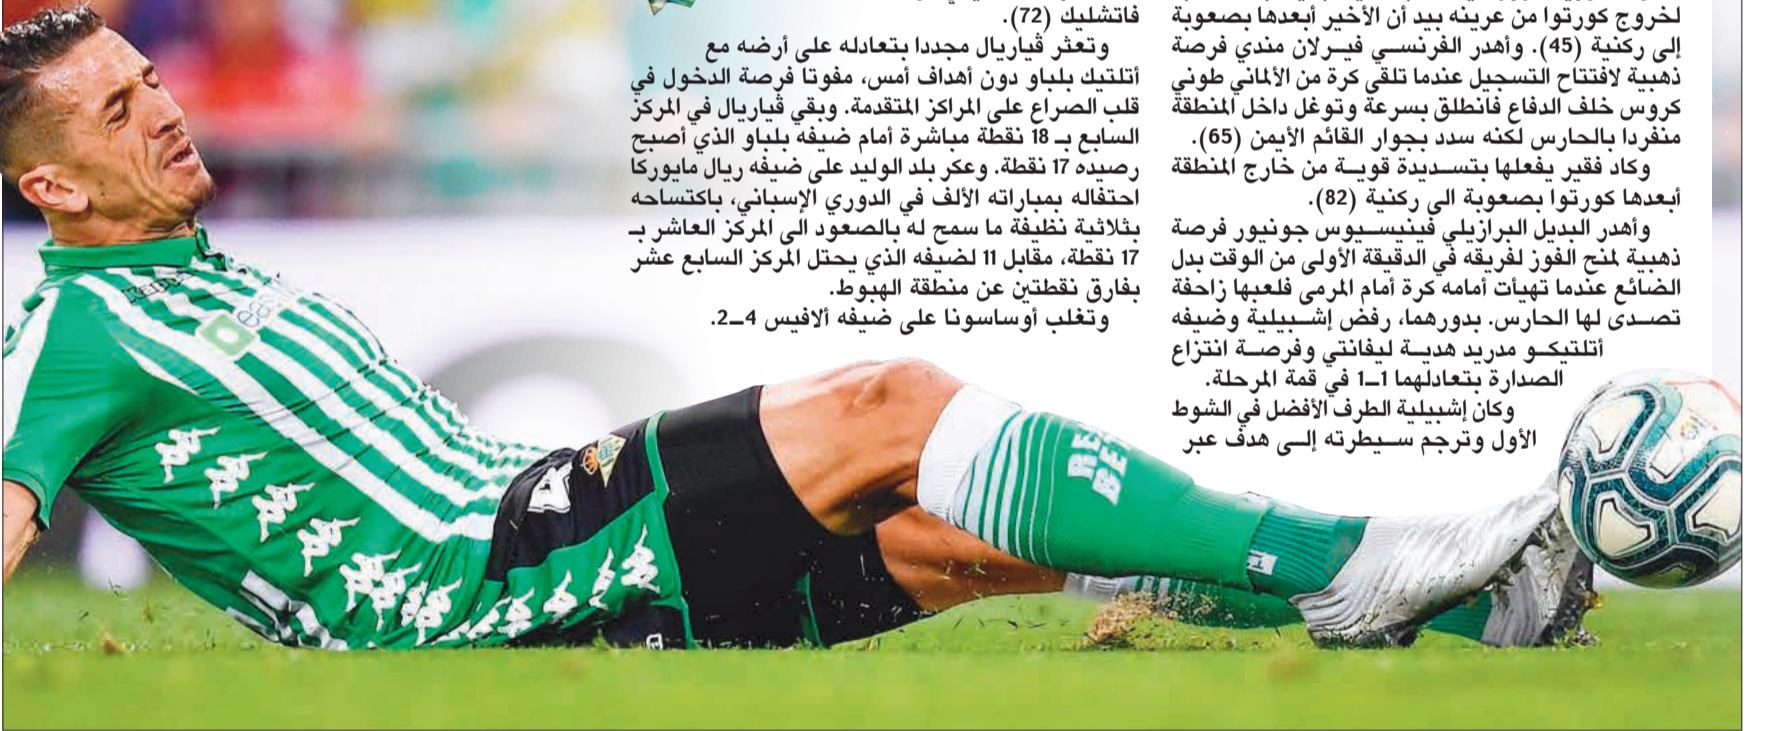 لخروج كورتوا من عرينه بيد أن الأخير أبعدها بصعوبة
إلى ركنية (45). وأهدر الفرنسي فيرلان مندي فرصة
ذهبية لافتتاح التسجيل عندما تلقى كرة من الألماني طوني
كروس خلف الدفاع فانطلق بسرعة وتوغل داخل المنطقة
منفردا بالحارس لكنه سدد بجوار القائم الأيمن (65).
وكاد فقير يفعلها بتسديدة قوية من خارج المنطقة
أبعدها كورتوا بصعوبة الى ركنية (82).
وأهدر البديل البرازيلي فينيسيوس جونيور فرصة
ذهبية لمنح الفوز لفريقه في الدقيقة الأولى من الوقت بدل
الضائع عندما تهيأت أمامه كرة أمام المرمى فلعبها زاحفة
تصدى لها الحارس. بدورهما، رفض إشبيلية وضيفه
أتلتيكو مدريد هدية ليفانتي وفرصة انتزاع
الصدارة بتعادلهما 1-1 في قمة المرحلة.
وكان إشبيلية الطرف الأفضل في الشوط
الأول وترجم سيطرته إلى هدف عبر
فاتشليك (72).
وتعثر ڤياريال مجددا بتعادله على أرضه مع
أتلتيك بلباو دون أهداف أمس، مفوتا فرصة الدخول في
قلب الصراع على المراكز المتقدمة. وبقي ڤياريال في المركز
السابع بـ 18 نقطة مباشرة أمام ضيفه بلباو الذي أصبح
رصيده 17 نقطة. وعكر بلد الوليد على ضيفه ريال مايوركا
احتفاله بمباراته الألف في الدوري الإسباني، باكتساحه
بثلاثية نظيفة ما سمح له بالصعود الى المركز العاشر بـ
17 نقطة، مقابل 11 لضيفه الذي يحتل المركز السابع عشر
بفارق نقطتين عن منطقة الهبوط.
وتغلب أوساسونا على ضيفه ألافيس 4-2.
Kappa